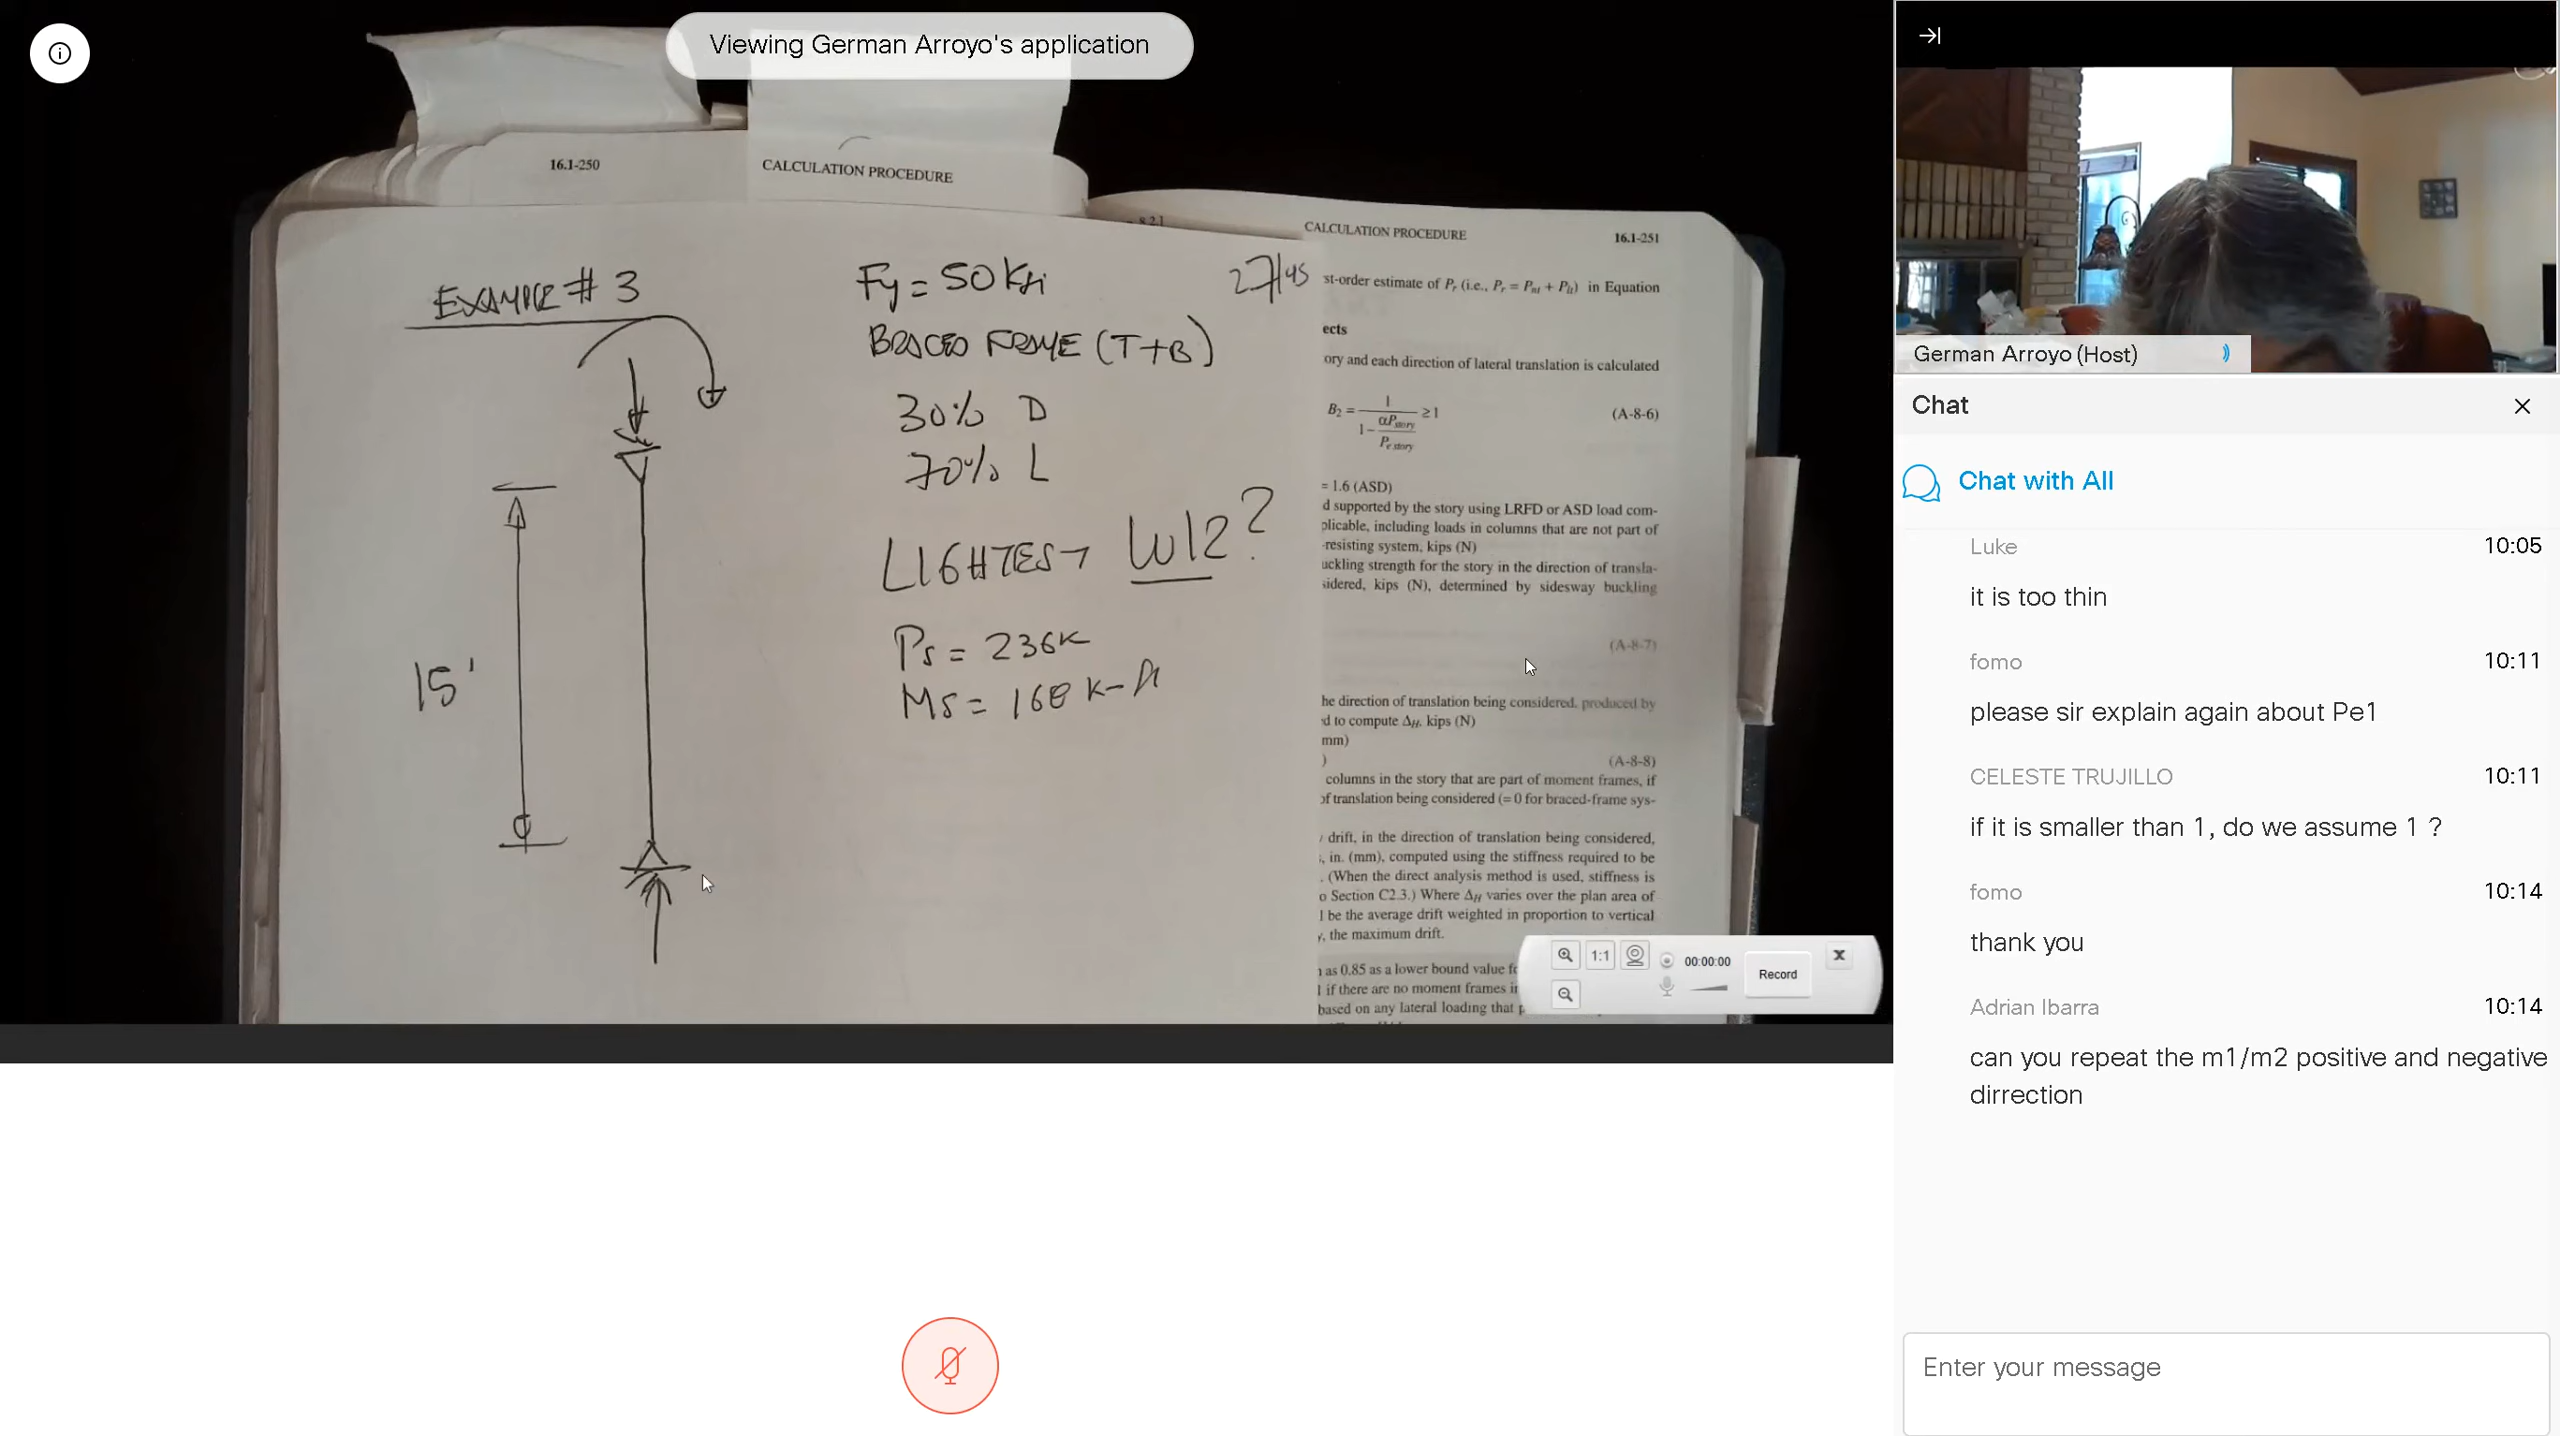 Viewing German Arroyo's application
16.1-250
CALCULATION PROCEDURE
EXAMPLE # 3
15'
Fy = 50 Ksi
BRACED FRAME (T+B)
30% D
70% L
LIGHTEST W12?
Ps = 236K
Ms = 168 K-ft
27/45
8.2.1
CALCULATION PROCEDURE 16.1-251
st-order estimate of Pr (i.e., Pr = Pnt + Plt) in Equation
ects
ory and each direction of lateral translation is calculated
B2 = 1 / (1 - αPstory / Pe story) ≥ 1 (A-8-6)
= 1.6 (ASD)
d supported by the story using LRFD or ASD load com-
plicable, including loads in columns that are not part of
-resisting system, kips (N)
uckling strength for the story in the direction of transla-
sidered, kips (N), determined by sidesway buckling
(A-8-7)
he direction of translation being considered, produced by
d to compute ΔH, kips (N)
mm)
) (A-8-8)
columns in the story that are part of moment frames, if
of translation being considered (= 0 for braced-frame sys-
drift, in the direction of translation being considered,
, in. (mm), computed using the stiffness required to be
. (When the direct analysis method is used, stiffness is
o Section C2.3.) Where ΔH varies over the plan area of
l be the average drift weighted in proportion to vertical
y, the maximum drift.
as 0.85 as a lower bound value
if there are no moment frames
based on any lateral loading that
1:1
00:00:00
Record
x
German Arroyo (Host)
Chat
Chat with All
Luke 10:05
it is too thin
fomo 10:11
please sir explain again about Pe1
CELESTE TRUJILLO 10:11
if it is smaller than 1, do we assume 1 ?
fomo 10:14
thank you
Adrian Ibarra 10:14
can you repeat the m1/m2 positive and negative
dirrection
Enter your message